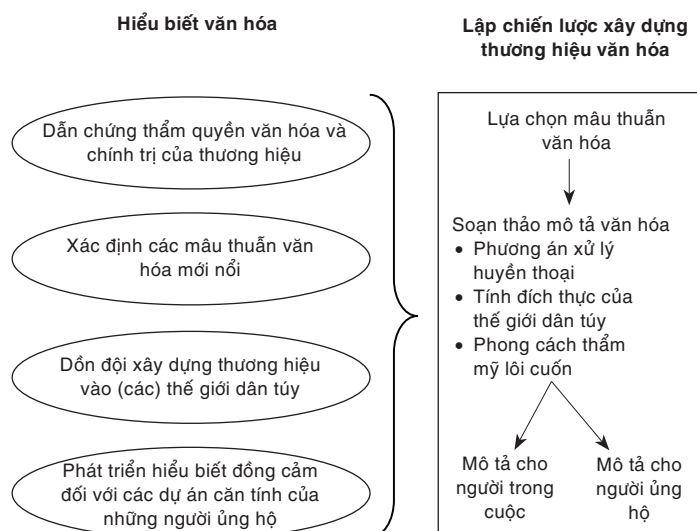 Hiểu biết văn hóa
Dẫn chứng thẩm quyền văn hóa và
chính trị của thương hiệu
Xác định các mâu thuẫn văn
hóa mới nổi
Dồn đội xây dựng thương hiệu
vào (các) thế giới dân túy
Phát triển hiểu biết đồng cảm
đối với các dự án căn tính của
những người ủng hộ
Lập chiến lược xây dựng
thương hiệu văn hóa
Lựa chọn mâu thuẫn
văn hóa
Soạn thảo mô tả văn hóa
• Phương án xử lý
huyền thoại
• Tính đích thực của
thế giới dân túy
• Phong cách thẩm
mỹ lôi cuốn
Mô tả cho
người trong
cuộc
Mô tả cho
người ủng
hộ